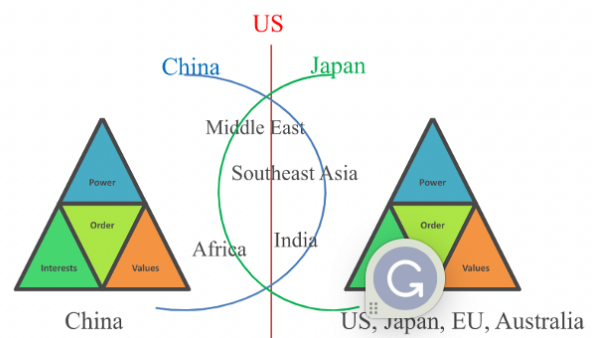 US
China
Japan
Middle East
Southeast Asia
Africa
India
Power
Order
Interests
Values
China
Power
Order
Values
US, Japan, EU, Australia